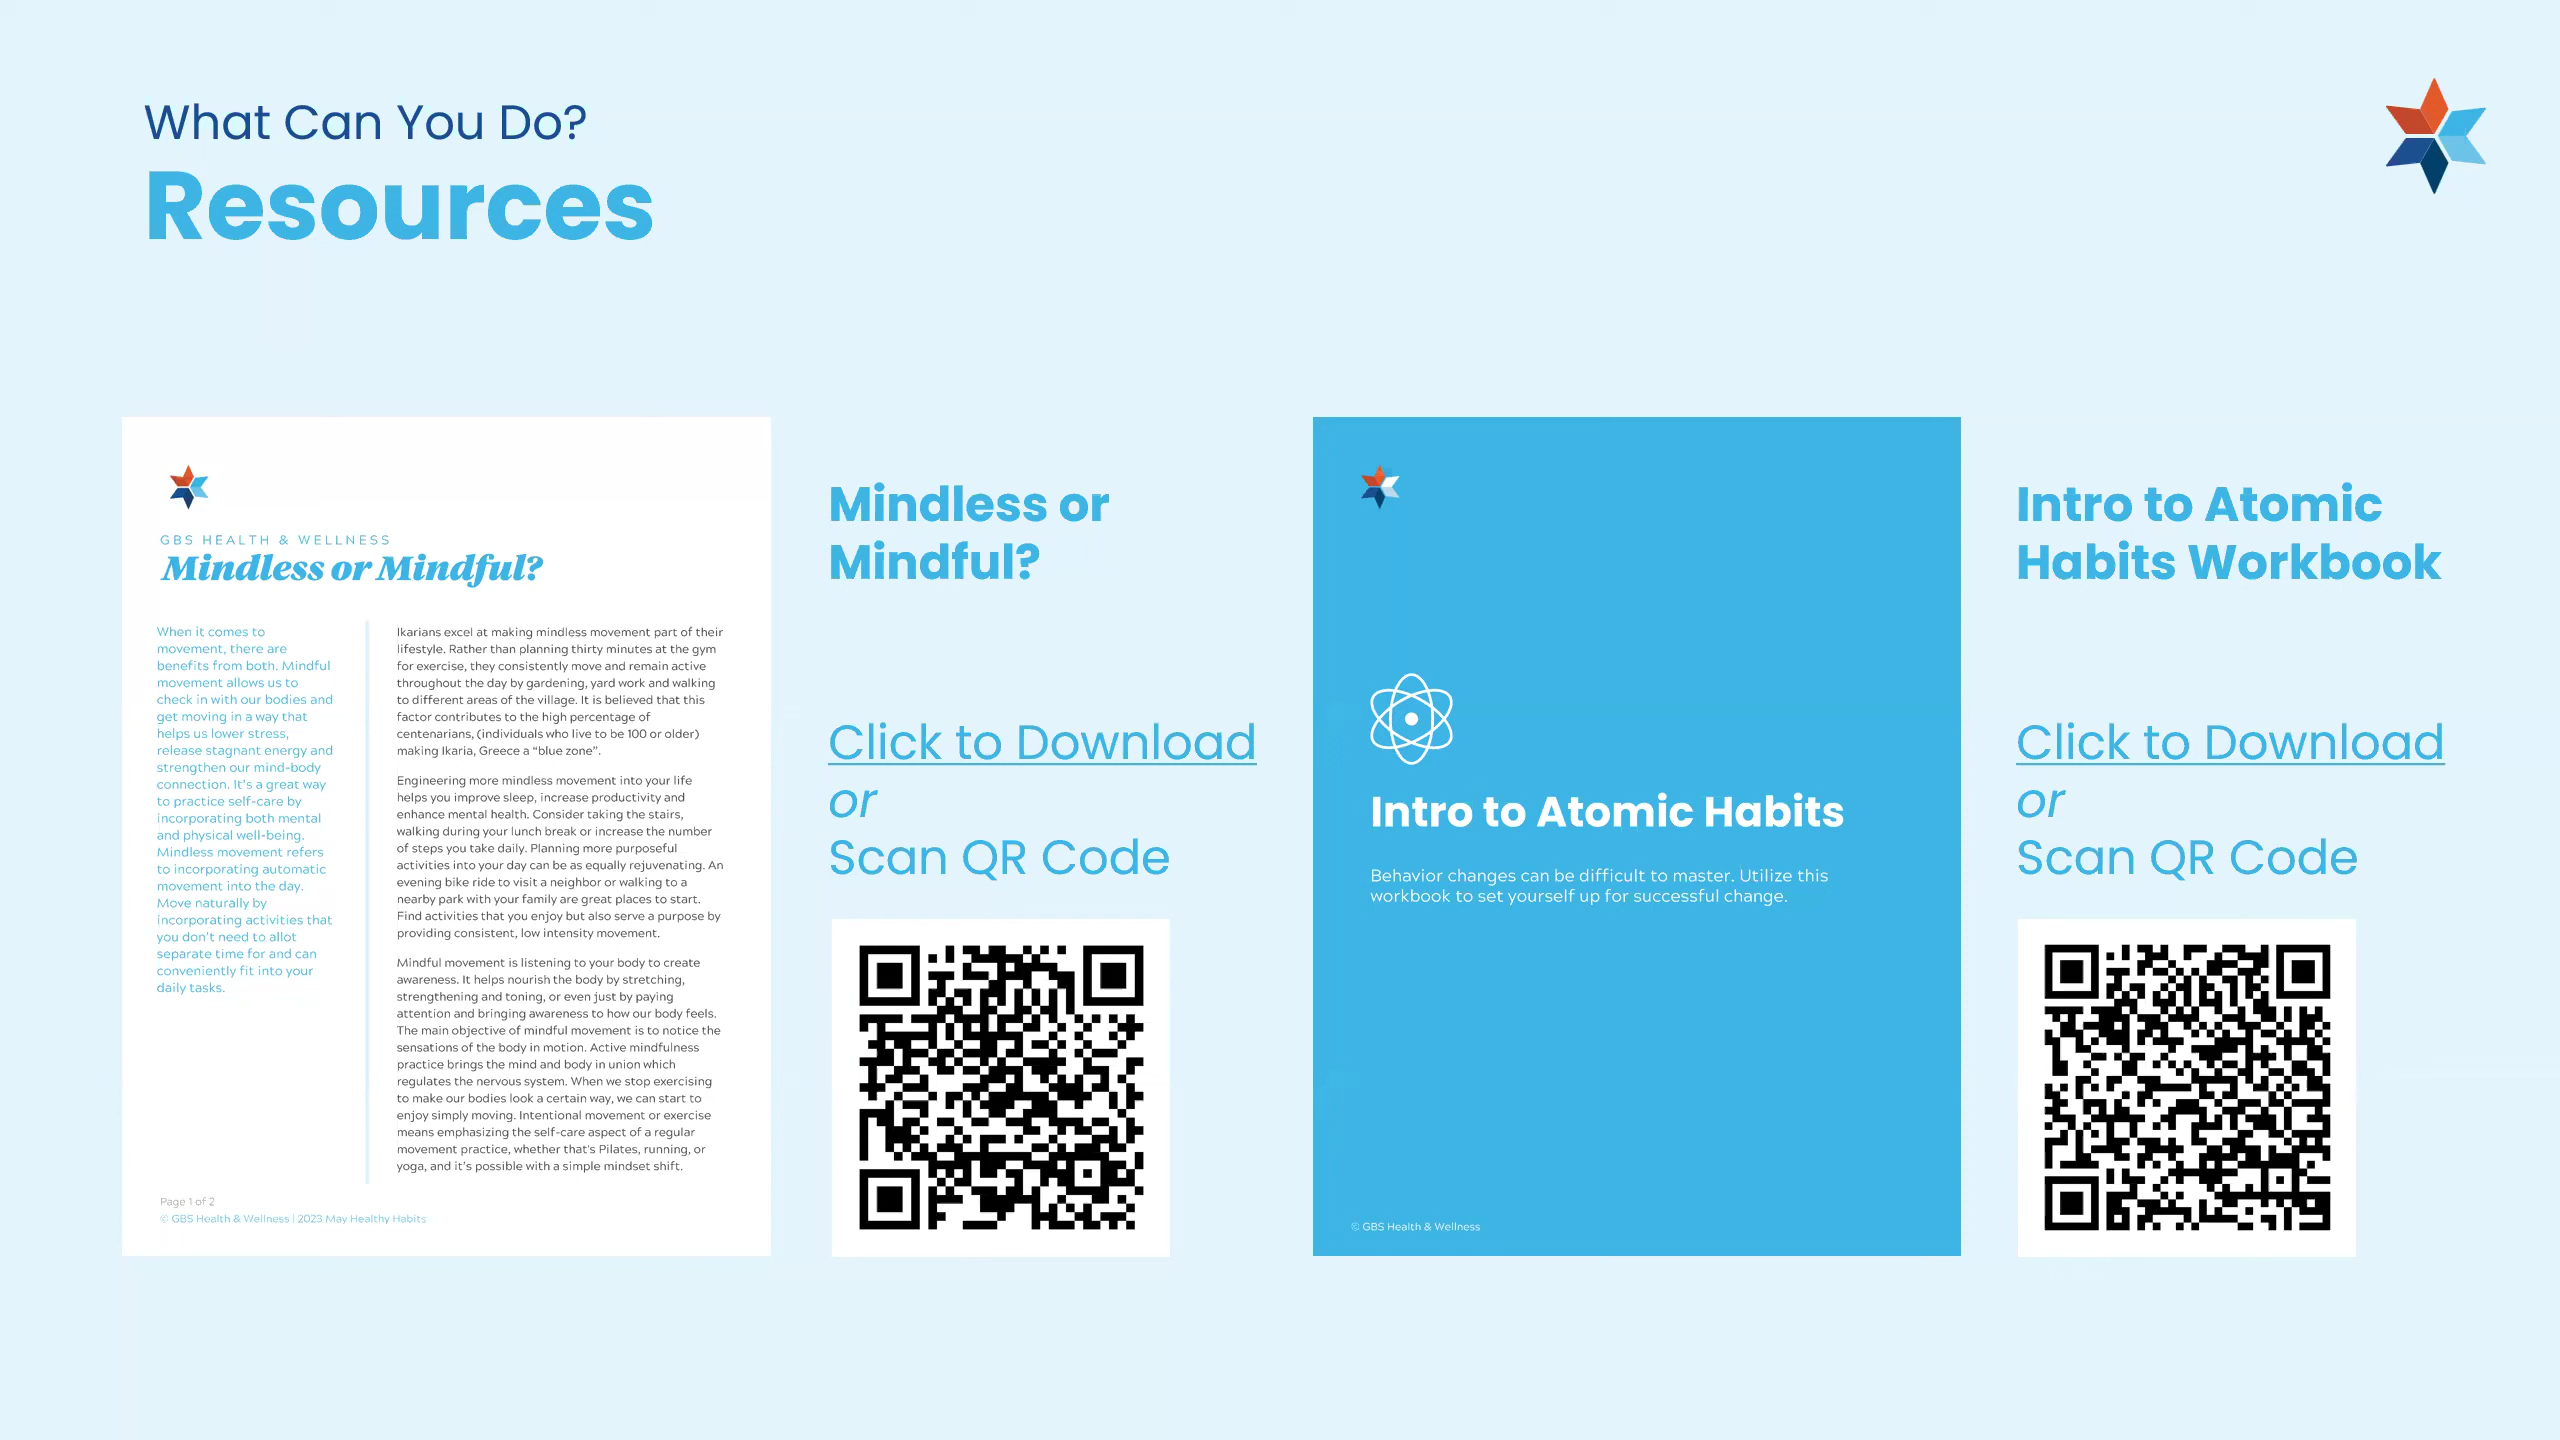 What Can You Do?
Resources
GBS HEALTH & WELLNESS
Mindless or Mindful?
When it comes to
movement, there are
benefits from both. Mindful
movement allows us to
check in with our bodies and
get moving in a way that
helps us lower stress,
release stagnant energy and
strengthen our mind-body
connection. It's a great way
to practice self-care by
incorporating both mental
and physical well-being.
Mindless movement refers
to incorporating automatic
movement into the day.
Move naturally by
incorporating activities that
you don't need to allot
separate time for and can
conveniently fit into your
daily tasks.
Ikarians excel at making mindless movement part of their
lifestyle. Rather than planning thirty minutes at the gym
for exercise, they consistently move and remain active
throughout the day by gardening, yard work and walking
to different areas of the village. It is believed that this
factor contributes to the high percentage of
centenarians, (individuals who live to be 100 or older)
making Ikaria, Greece a “blue zone”.
Engineering more mindless movement into your life
helps you improve sleep, increase productivity and
enhance mental health. Consider taking the stairs,
walking during your lunch break or increase the number
of steps you take daily. Planning more purposeful
activities into your day can be as equally rejuvenating. An
evening bike ride to visit a neighbor or walking to a
nearby park with your family are great places to start.
Find activities that you enjoy but also serve a purpose by
providing consistent, low intensity movement.
Mindful movement is listening to your body to create
awareness. It helps nourish the body by stretching,
strengthening and toning, or even just by paying
attention and bringing awareness to how our body feels.
The main objective of mindful movement is to notice the
sensations of the body in motion. Active mindfulness
practice brings the mind and body in union which
regulates the nervous system. When we stop exercising
to make our bodies look a certain way, we can start to
enjoy simply moving. Intentional movement or exercise
means emphasizing the self-care aspect of a regular
movement practice, whether that's Pilates, running, or
yoga, and it's possible with a simple mindset shift.
Page 1 of 2
© GBS Health & Wellness | 2023 May Healthy Habits
Mindless or
Mindful?
Click to Download
or
Scan QR Code
Intro to Atomic Habits
Behavior changes can be difficult to master. Utilize this
workbook to set yourself up for successful change.
© GBS Health & Wellness
Intro to Atomic
Habits Workbook
Click to Download
or
Scan QR Code